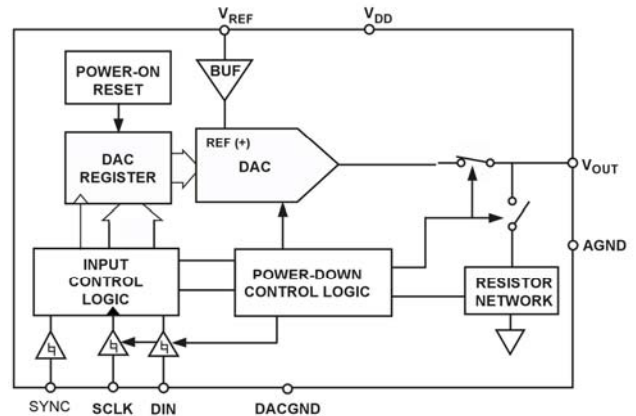 VREF
VDD
POWER-ON
RESET
BUF
REF (+)
DAC
DAC
REGISTER
VOUT
AGND
INPUT
CONTROL
LOGIC
POWER-DOWN
CONTROL LOGIC
RESISTOR
NETWORK
SYNC
SCLK
DIN
DACGND